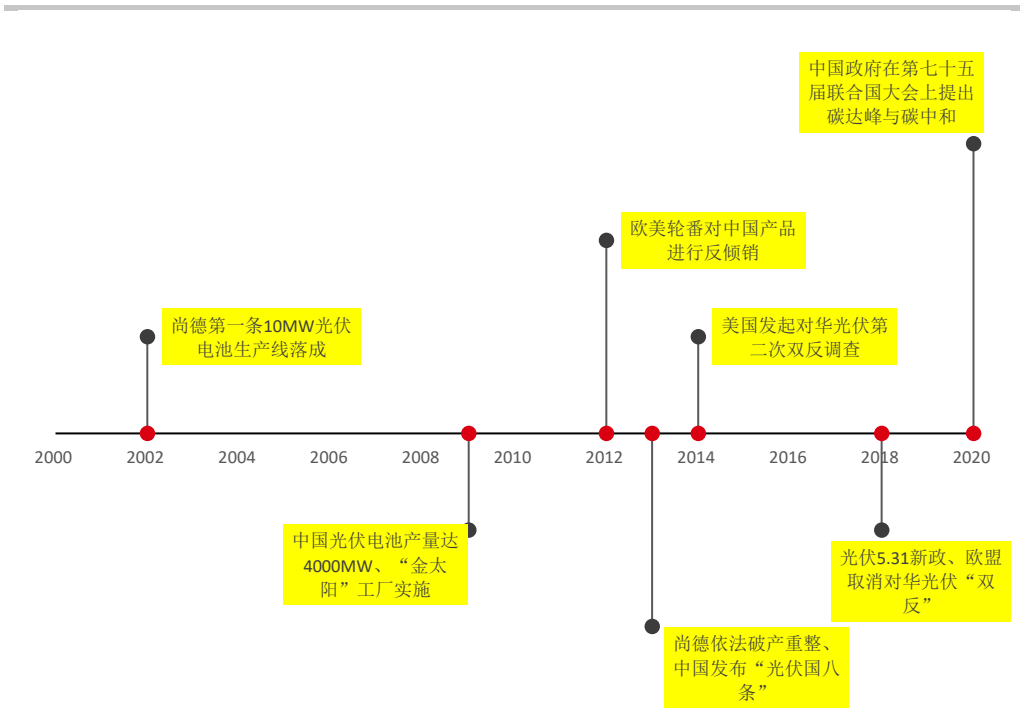 中国政府在第七十五
届联合国大会上提出
碳达峰与碳中和
欧美轮番对中国产品
进行反倾销
尚德第一条10MW光伏
电池生产线落成
美国发起对华光伏第
二次双反调查
2000 2002 2004 2006 2008 2010 2012 2014 2016 2018 2020
中国光伏电池产量达
4000MW、“金太
阳”工厂实施
光伏5.31新政、欧盟
取消对华光伏“双
反”
尚德依法破产重整、
中国发布“光伏国八
条”